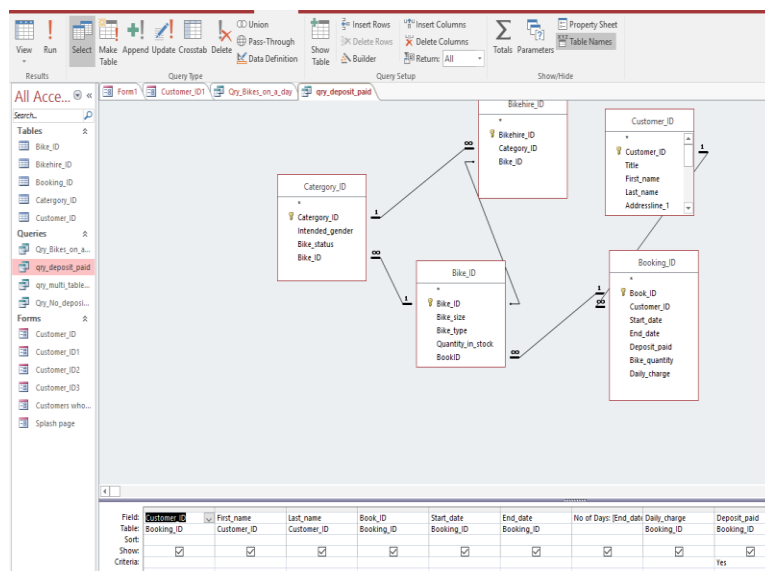 View
Run
Select
Make
Table
Append
Update
Crosstab
Delete
Union
Pass-Through
Data Definition
Show
Table
Insert Rows
Delete Rows
Builder
Insert Columns
Delete Columns
Return: All
Totals
Parameters
Property Sheet
Table Names
Results
Query Type
Query Setup
Show/Hide
All Acce...
Search..
Tables
Bike_ID
Bikehire_ID
Booking_ID
Catergory_ID
Customer_ID
Queries
Qry_Bikes_on_a...
qry_deposit_paid
qry_multi_table...
Qry_No_deposi...
Forms
Customer_ID
Customer_ID1
Customer_ID2
Customer_ID3
Customers who...
Splash page
Form1
Customer_ID1
Qry_Bikes_on_a_day
qry_deposit_paid
Bikehire_ID
*
Bikehire_ID
Category_ID
Bike_ID
Customer_ID
*
Customer_ID
Title
First_name
Last_name
Addressline_1
Catergory_ID
*
Catergory_ID
Intended_gender
Bike_status
Bike_ID
Bike_ID
*
Bike_ID
Bike_size
Bike_type
Quantity_in_stock
BookID
Booking_ID
*
Book_ID
Customer_ID
Start_date
End_date
Deposit_paid
Bike_quantity
Daily_charge
∞
1
1
∞
1
1
∞
∞
Field: Customer_ID First_name Last_name Book_ID Start_date End_date No of Days: [End_date Daily_charge Deposit_paid
Table: Booking_ID Customer_ID Customer_ID Booking_ID Booking_ID Booking_ID Booking_ID Booking_ID
Sort:
Show:
Criteria: Yes